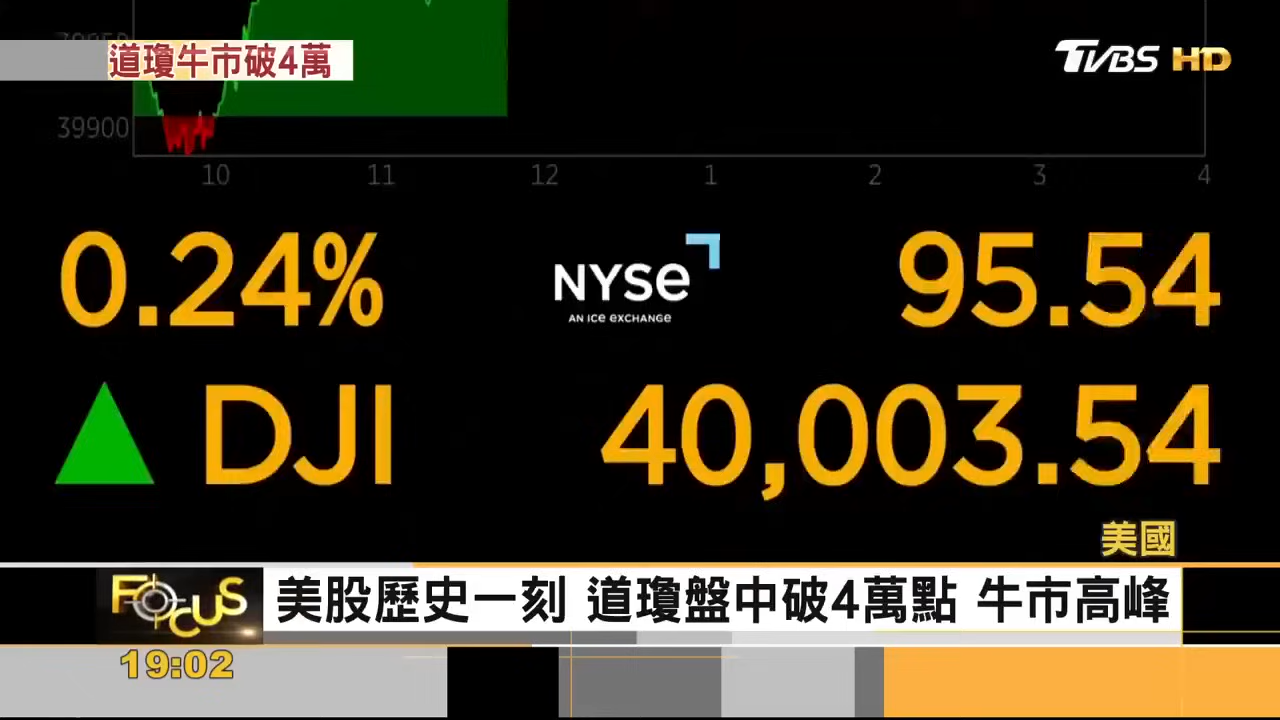 道瓊牛市破4萬
TVBS HD
39900
10 11 12 1 2 3 4
0.24% NYSE 95.54
AN ICE EXCHANGE
DJI 40,003.54
美國
FOCUS 美股歷史一刻 道瓊盤中破4萬點 牛市高峰
19:02